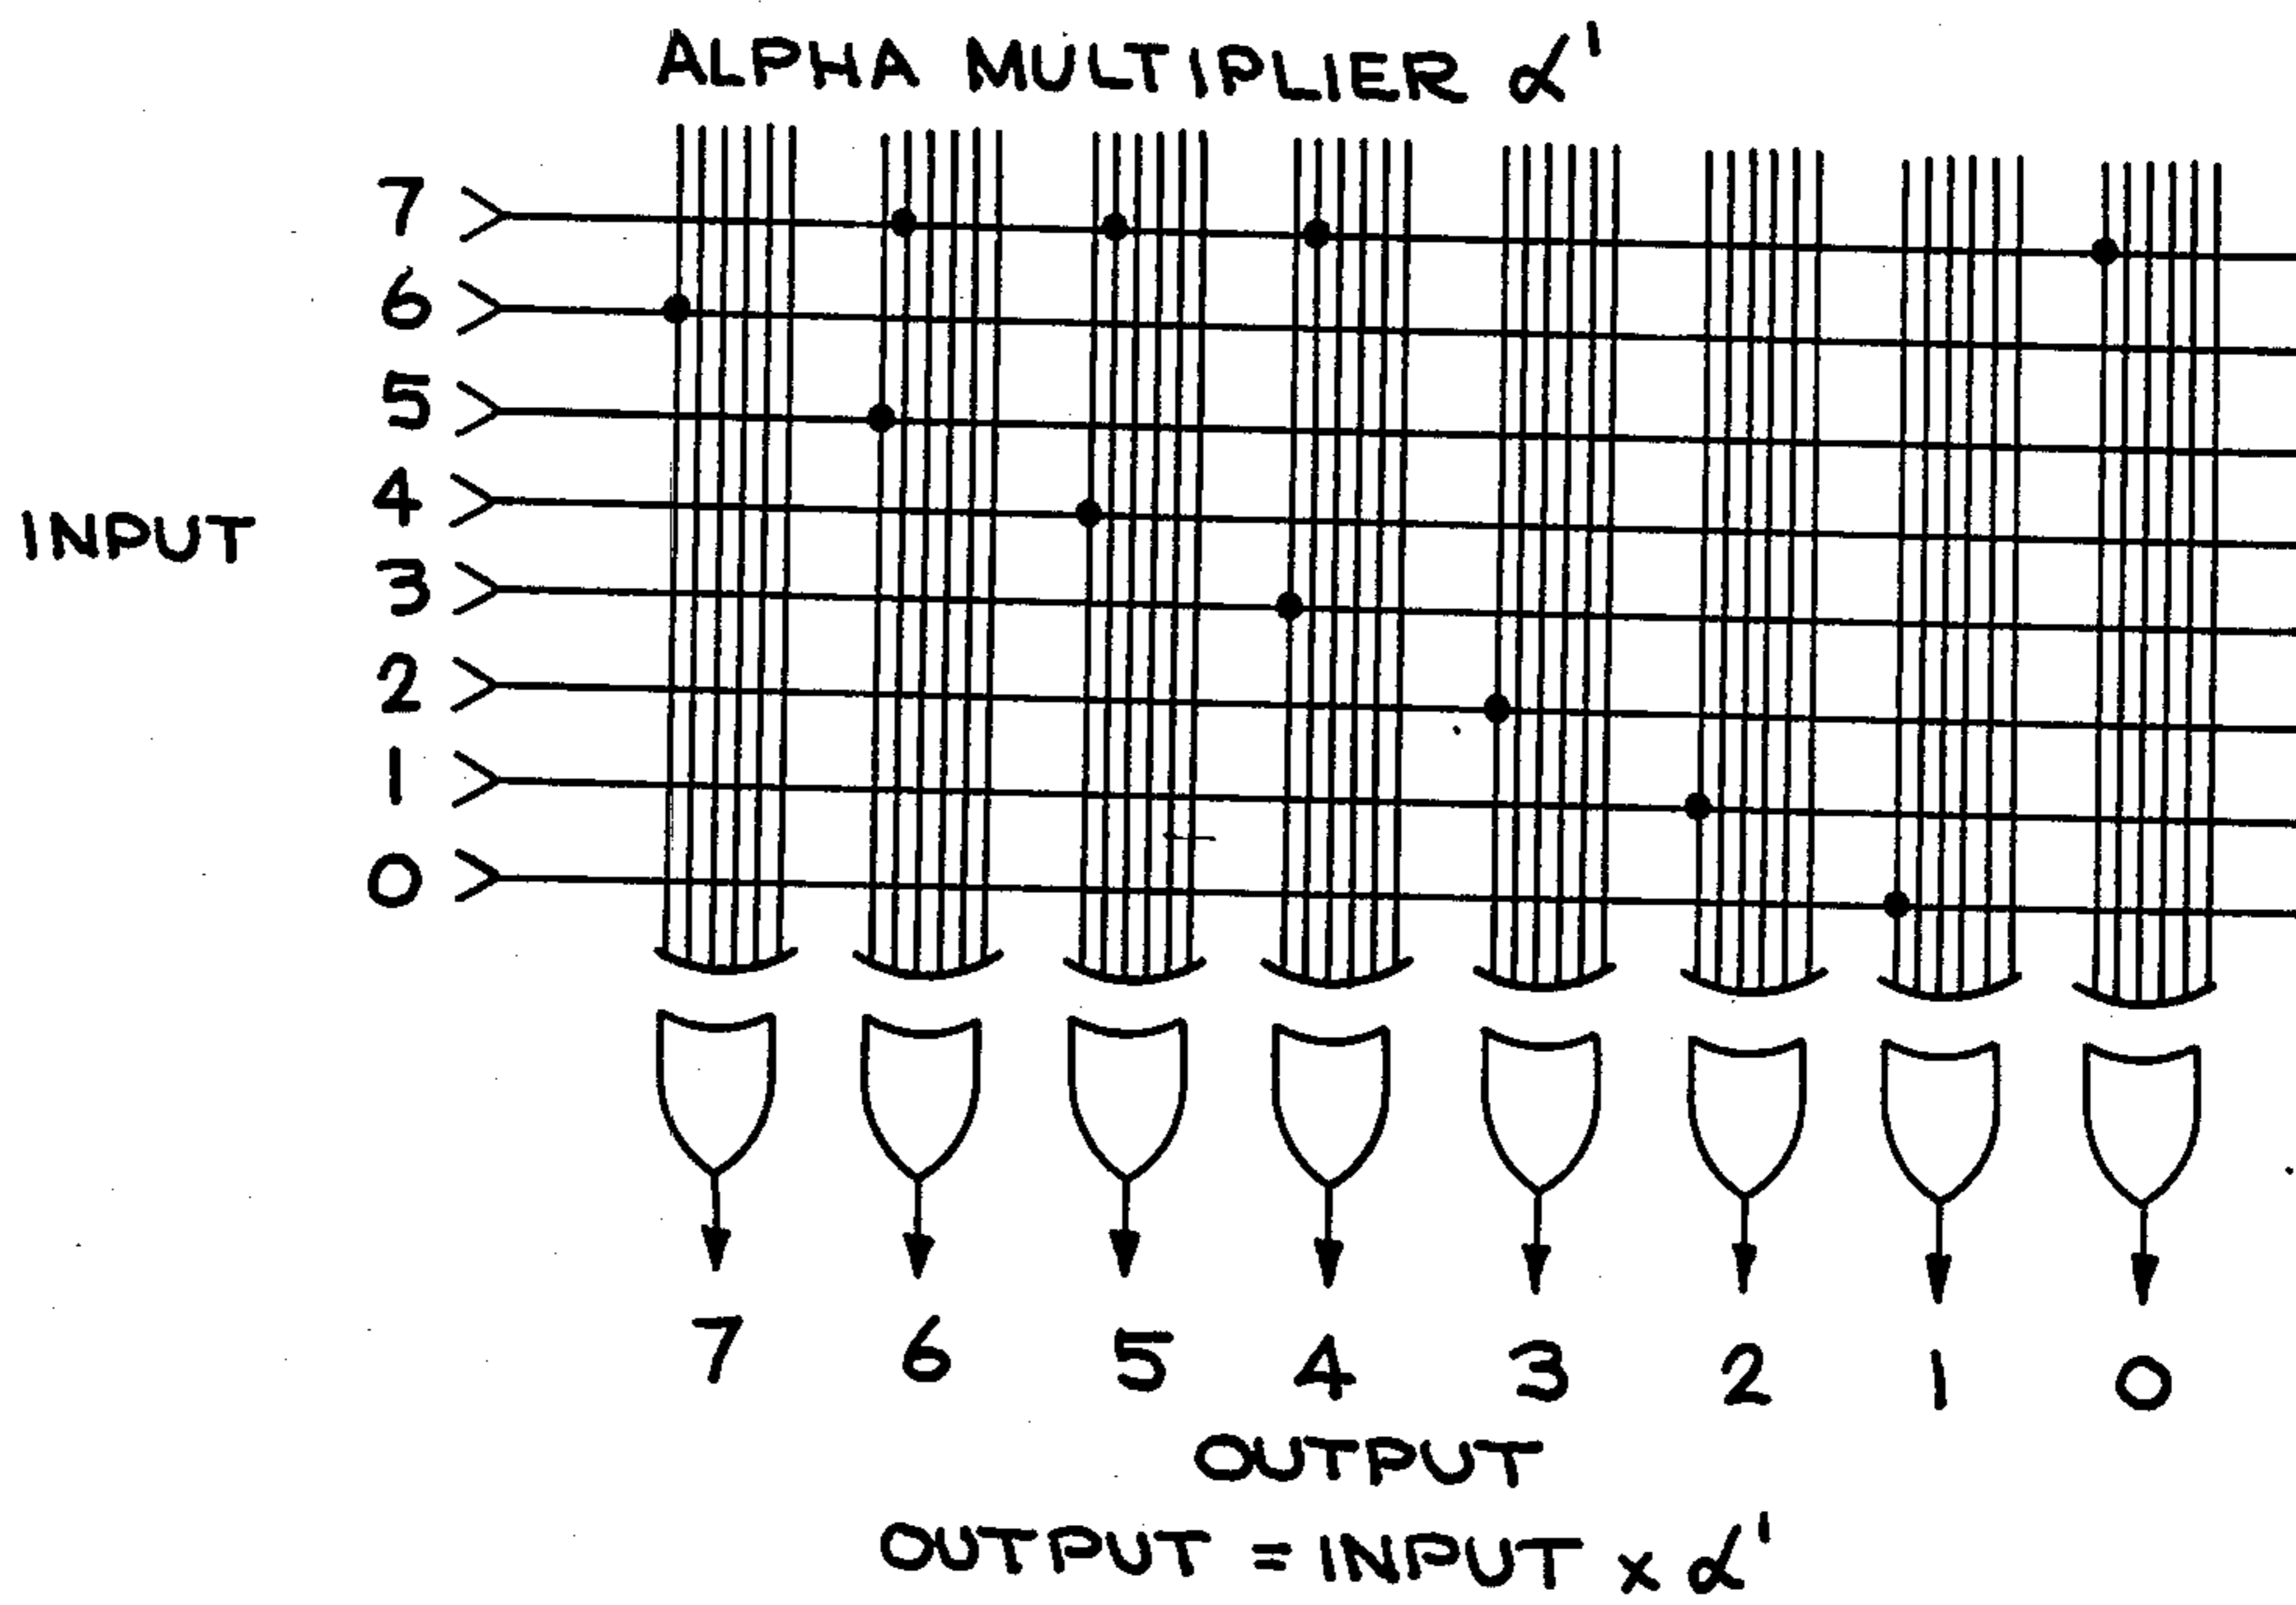 ALPHA MULTIPLIER α¹
7
6
5
4
INPUT
3
2
1
0
7 6 5 4 3 2 1 0
OUTPUT
OUTPUT = INPUT x α¹